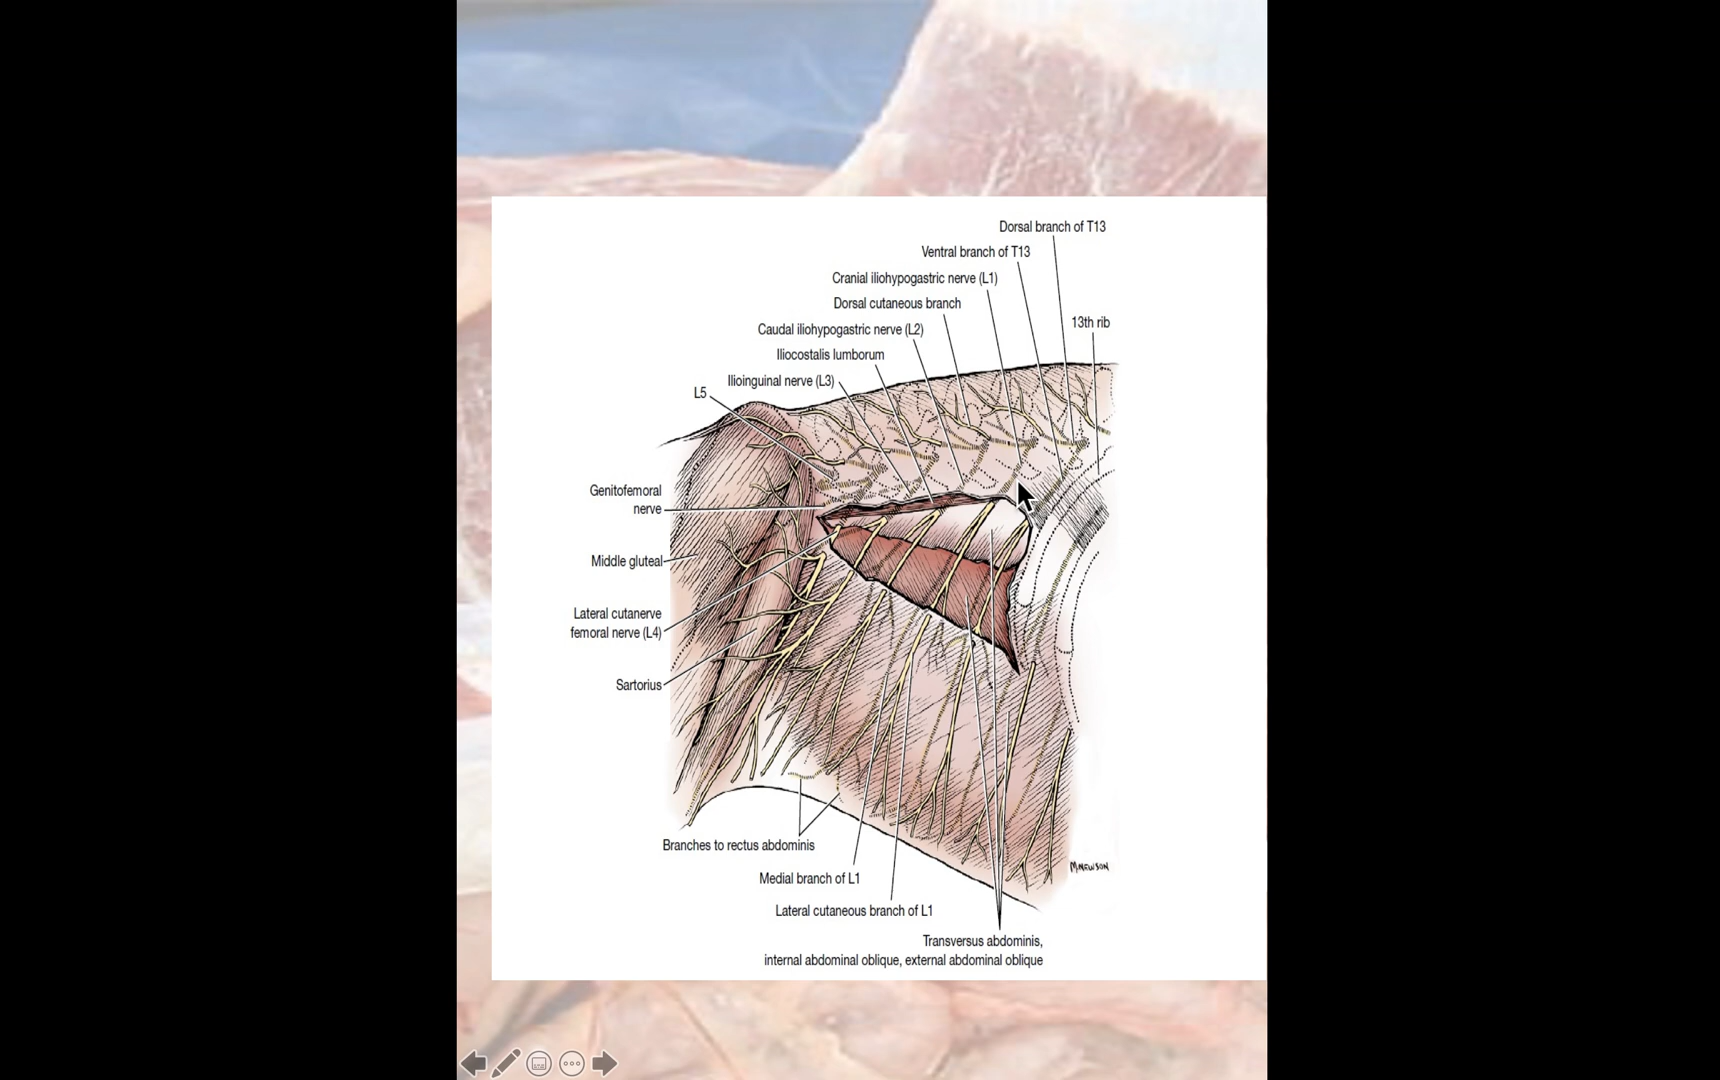 Dorsal branch of T13
Ventral branch of T13
Cranial iliohypogastric nerve (L1)
Dorsal cutaneous branch
13th rib
Caudal iliohypogastric nerve (L2)
Iliocostalis lumborum
Ilioinguinal nerve (L3)
L5
Genitofemoral
nerve
Middle gluteal
Lateral cutanerve
femoral nerve (L4)
Sartorius
Branches to rectus abdominis
M.NEWSON
Medial branch of L1
Lateral cutaneous branch of L1
Transversus abdominis,
internal abdominal oblique, external abdominal oblique